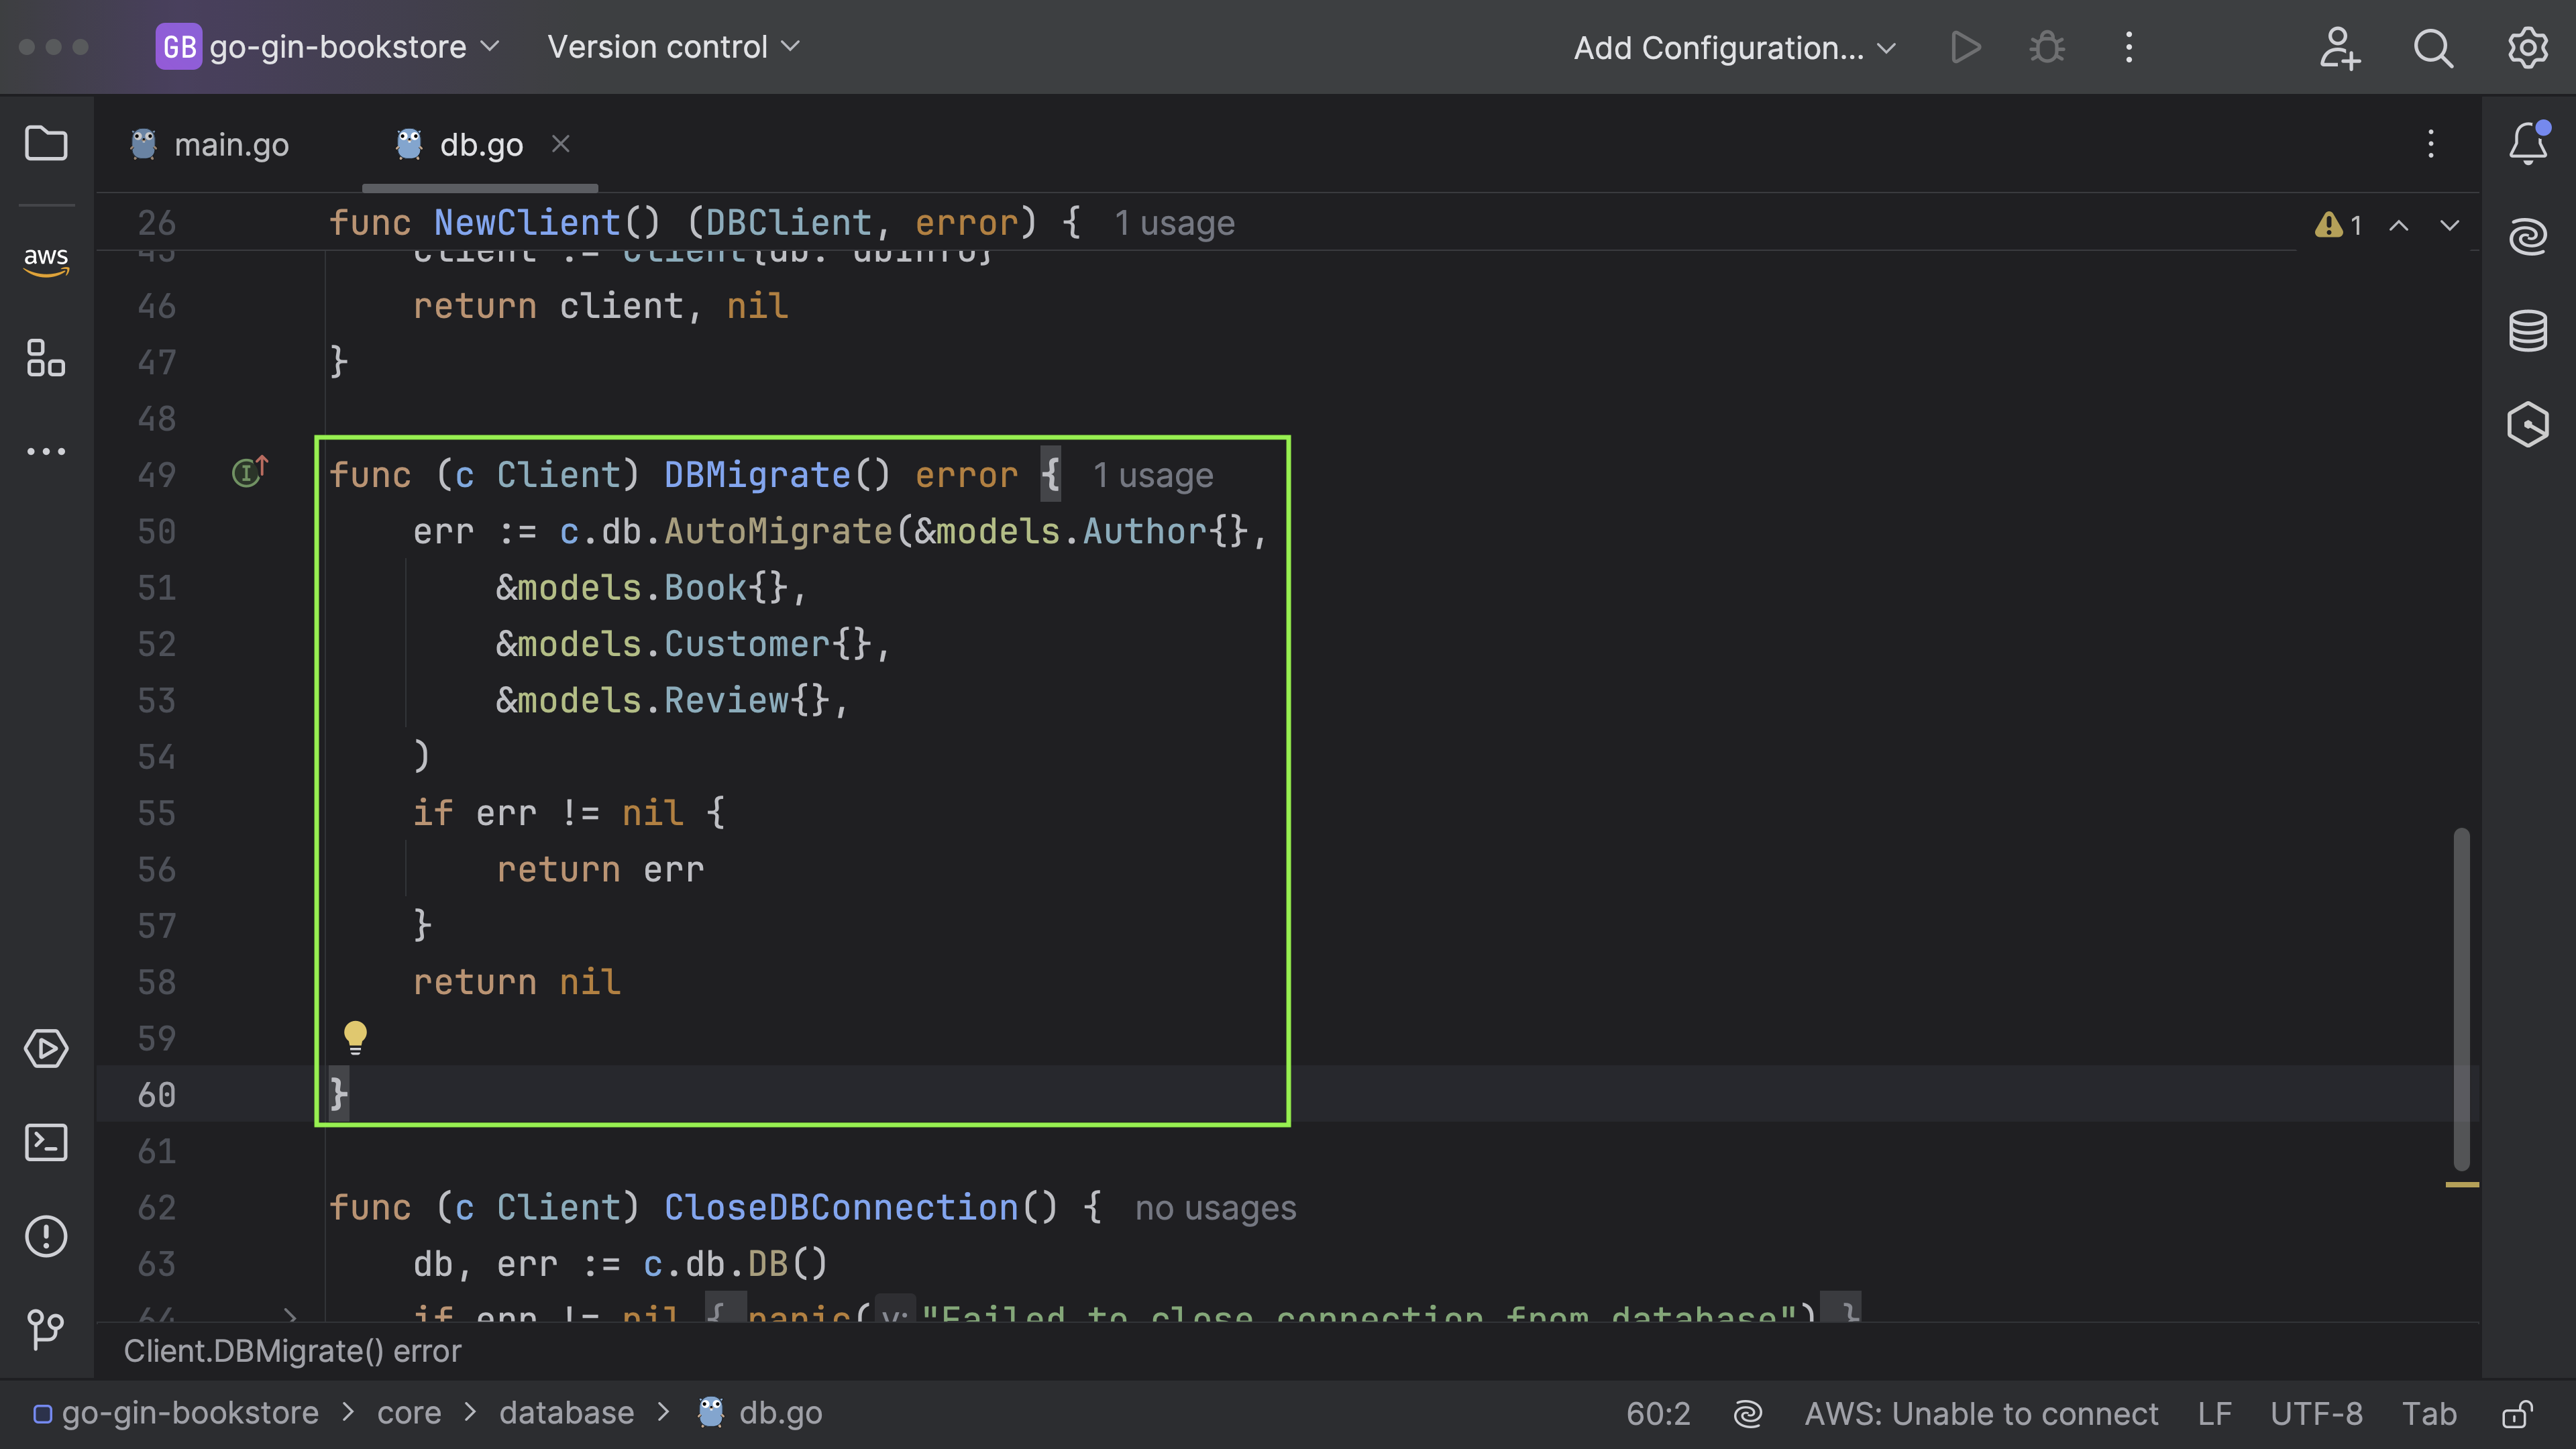 GB go-gin-bookstore Version control Add Configuration...
main.go db.go
aws
26 func NewClient() (DBClient, error) { 1 usage 1
45 client := Client{db: dbinfo}
46 return client, nil
47 }
48
49 func (c Client) DBMigrate() error { 1 usage
50 err := c.db.AutoMigrate(&models.Author{},
51 &models.Book{},
52 &models.Customer{},
53 &models.Review{},
54 )
55 if err != nil {
56 return err
57 }
58 return nil
59
60 }
61
62 func (c Client) CloseDBConnection() { no usages
63 db, err := c.db.DB()
64 if err != nil { panic( v: "Failed to close connection from database") }
Client.DBMigrate() error
go-gin-bookstore > core > database > db.go 60:2 AWS: Unable to connect LF UTF-8 Tab